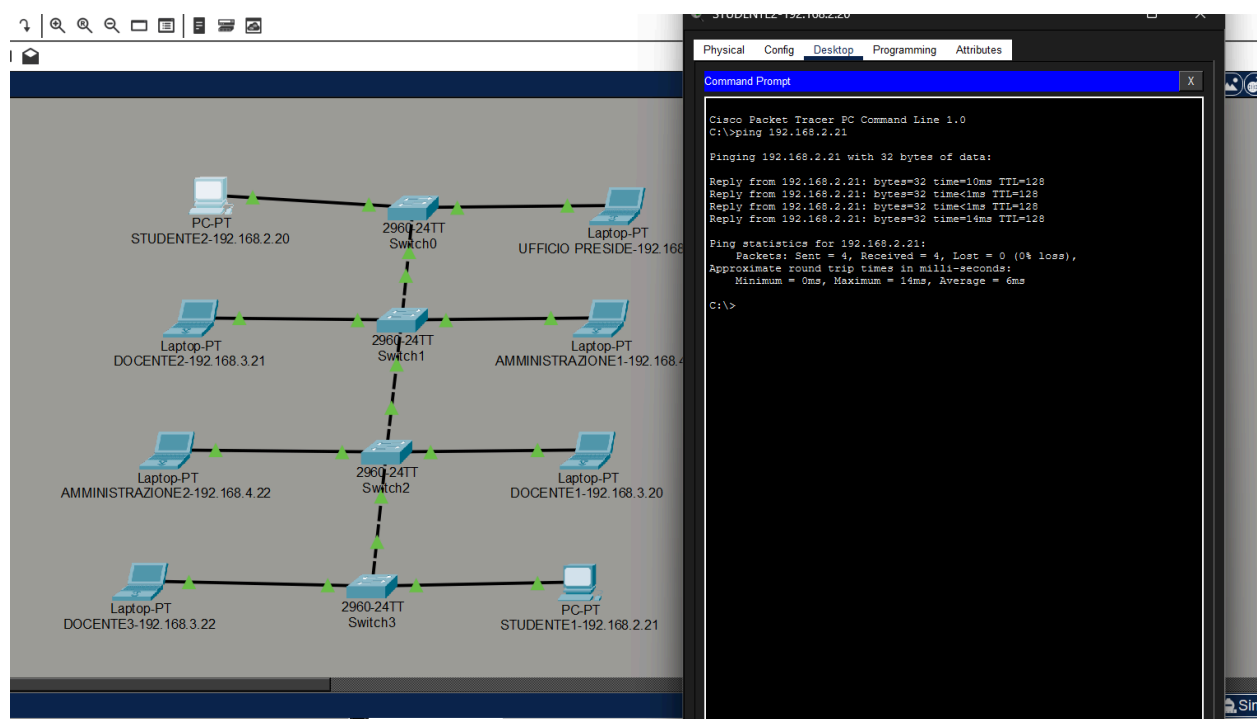 STUDENTE2-192.168.2.20
Physical Config Desktop Programming Attributes
Command Prompt
X
Cisco Packet Tracer PC Command Line 1.0
C:\>ping 192.168.2.21
Pinging 192.168.2.21 with 32 bytes of data:
Reply from 192.168.2.21: bytes=32 time=10ms TTL=128
Reply from 192.168.2.21: bytes=32 time<1ms TTL=128
Reply from 192.168.2.21: bytes=32 time<1ms TTL=128
Reply from 192.168.2.21: bytes=32 time=14ms TTL=128
Ping statistics for 192.168.2.21:
Packets: Sent = 4, Received = 4, Lost = 0 (0% loss),
Approximate round trip times in milli-seconds:
Minimum = 0ms, Maximum = 14ms, Average = 6ms
C:\>
PC-PT
STUDENTE2-192.168.2.20
2960-24TT
Switch0
Laptop-PT
UFFICIO PRESIDE-192.168
Laptop-PT
DOCENTE2-192.168.3.21
2960-24TT
Switch1
Laptop-PT
AMMINISTRAZIONE1-192.168.4
Laptop-PT
AMMINISTRAZIONE2-192.168.4.22
2960-24TT
Switch2
Laptop-PT
DOCENTE1-192.168.3.20
Laptop-PT
DOCENTE3-192.168.3.22
2960-24TT
Switch3
PC-PT
STUDENTE1-192.168.2.21
Sir